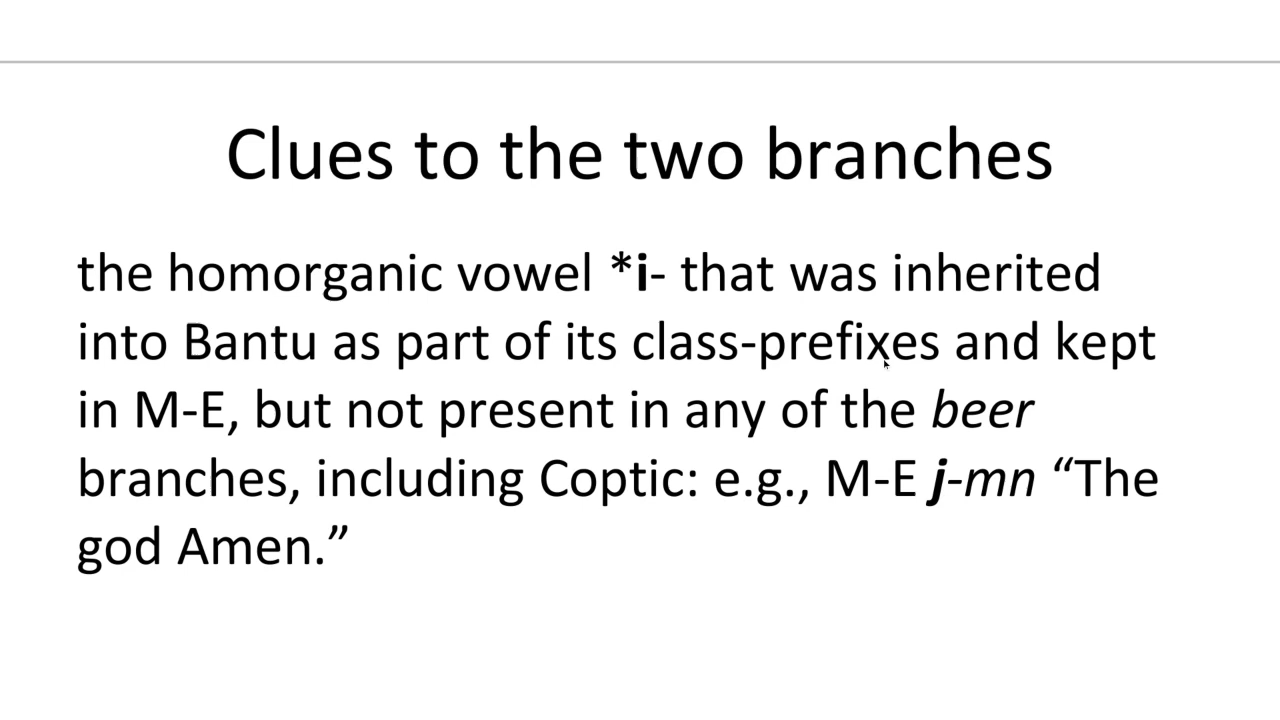 Clues to the two branches
the homorganic vowel *i- that was inherited
into Bantu as part of its class-prefixes and kept
in M-E, but not present in any of the beer
branches, including Coptic: e.g., M-E j-mn “The
god Amen.”